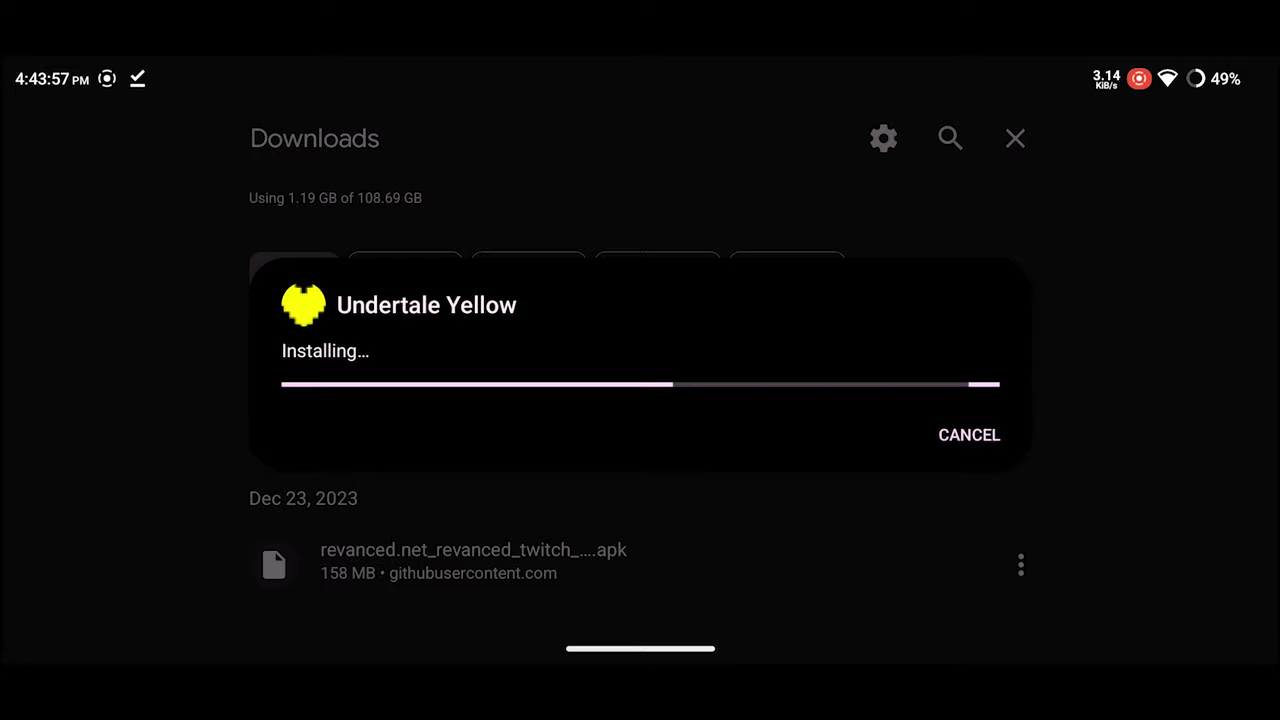 4:43:57 PM
3.14 KiB/s
49%
Downloads
Using 1.19 GB of 108.69 GB
Undertale Yellow
Installing...
CANCEL
Dec 23, 2023
revanced.net_revanced_twitch_....apk
158 MB • githubusercontent.com